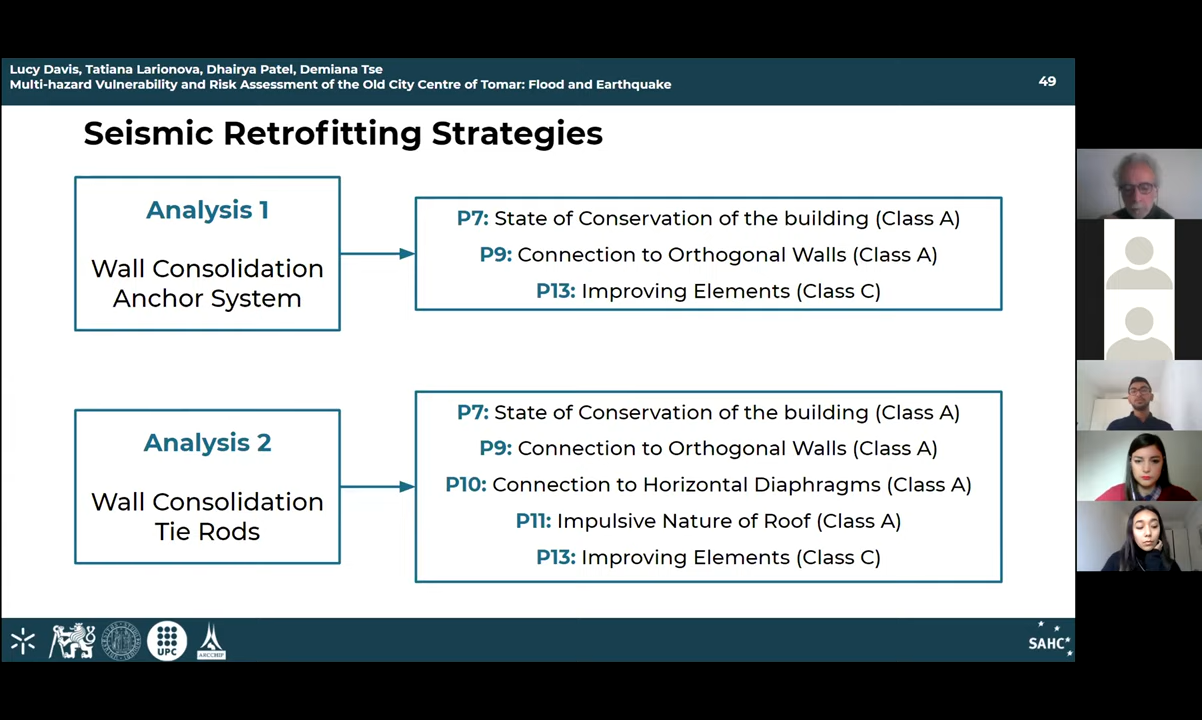 Lucy Davis, Tatiana Larionova, Dhairya Patel, Demiana Tse
Multi-hazard Vulnerability and Risk Assessment of the Old City Centre of Tomar: Flood and Earthquake
49
Seismic Retrofitting Strategies
Analysis 1
Wall Consolidation
Anchor System
P7: State of Conservation of the building (Class A)
P9: Connection to Orthogonal Walls (Class A)
P13: Improving Elements (Class C)
Analysis 2
Wall Consolidation
Tie Rods
P7: State of Conservation of the building (Class A)
P9: Connection to Orthogonal Walls (Class A)
P10: Connection to Horizontal Diaphragms (Class A)
P11: Impulsive Nature of Roof (Class A)
P13: Improving Elements (Class C)
UPC
ARCCHIP
SAHC